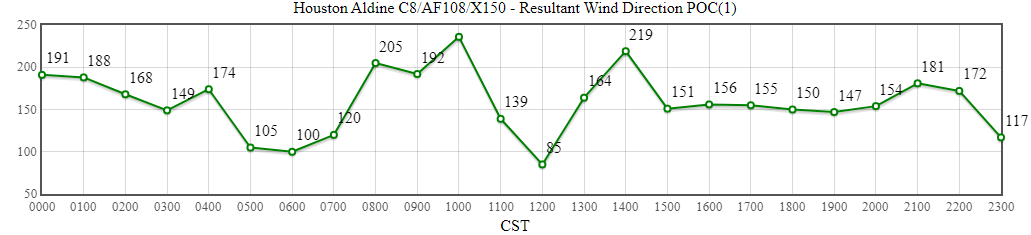 Houston Aldine C8/AF108/X150 - Resultant Wind Direction POC(1)
250
200
150
100
50
191 188 168 149 174 105 100 120 205 192 139 85 164 219 151 156 155 150 147 154 181 172 117
0000 0100 0200 0300 0400 0500 0600 0700 0800 0900 1000 1100 1200 1300 1400 1500 1600 1700 1800 1900 2000 2100 2200 2300
CST